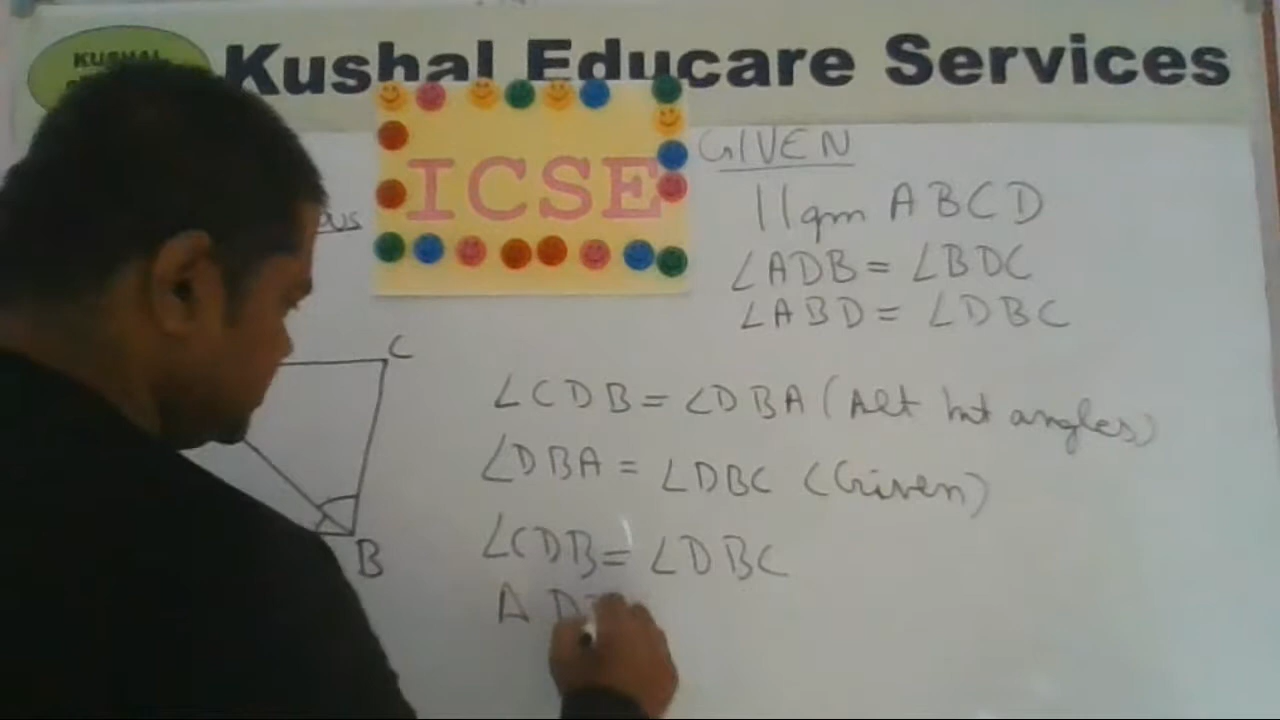 KUSHAL
Kushal Educare Services
ICSE
GIVEN
||gm ABCD
∠ADB = ∠BDC
∠ABD = ∠DBC
C
B
∠CDB = ∠DBA (Alt int angles)
∠DBA = ∠DBC (Given)
∠CDB = ∠DBC